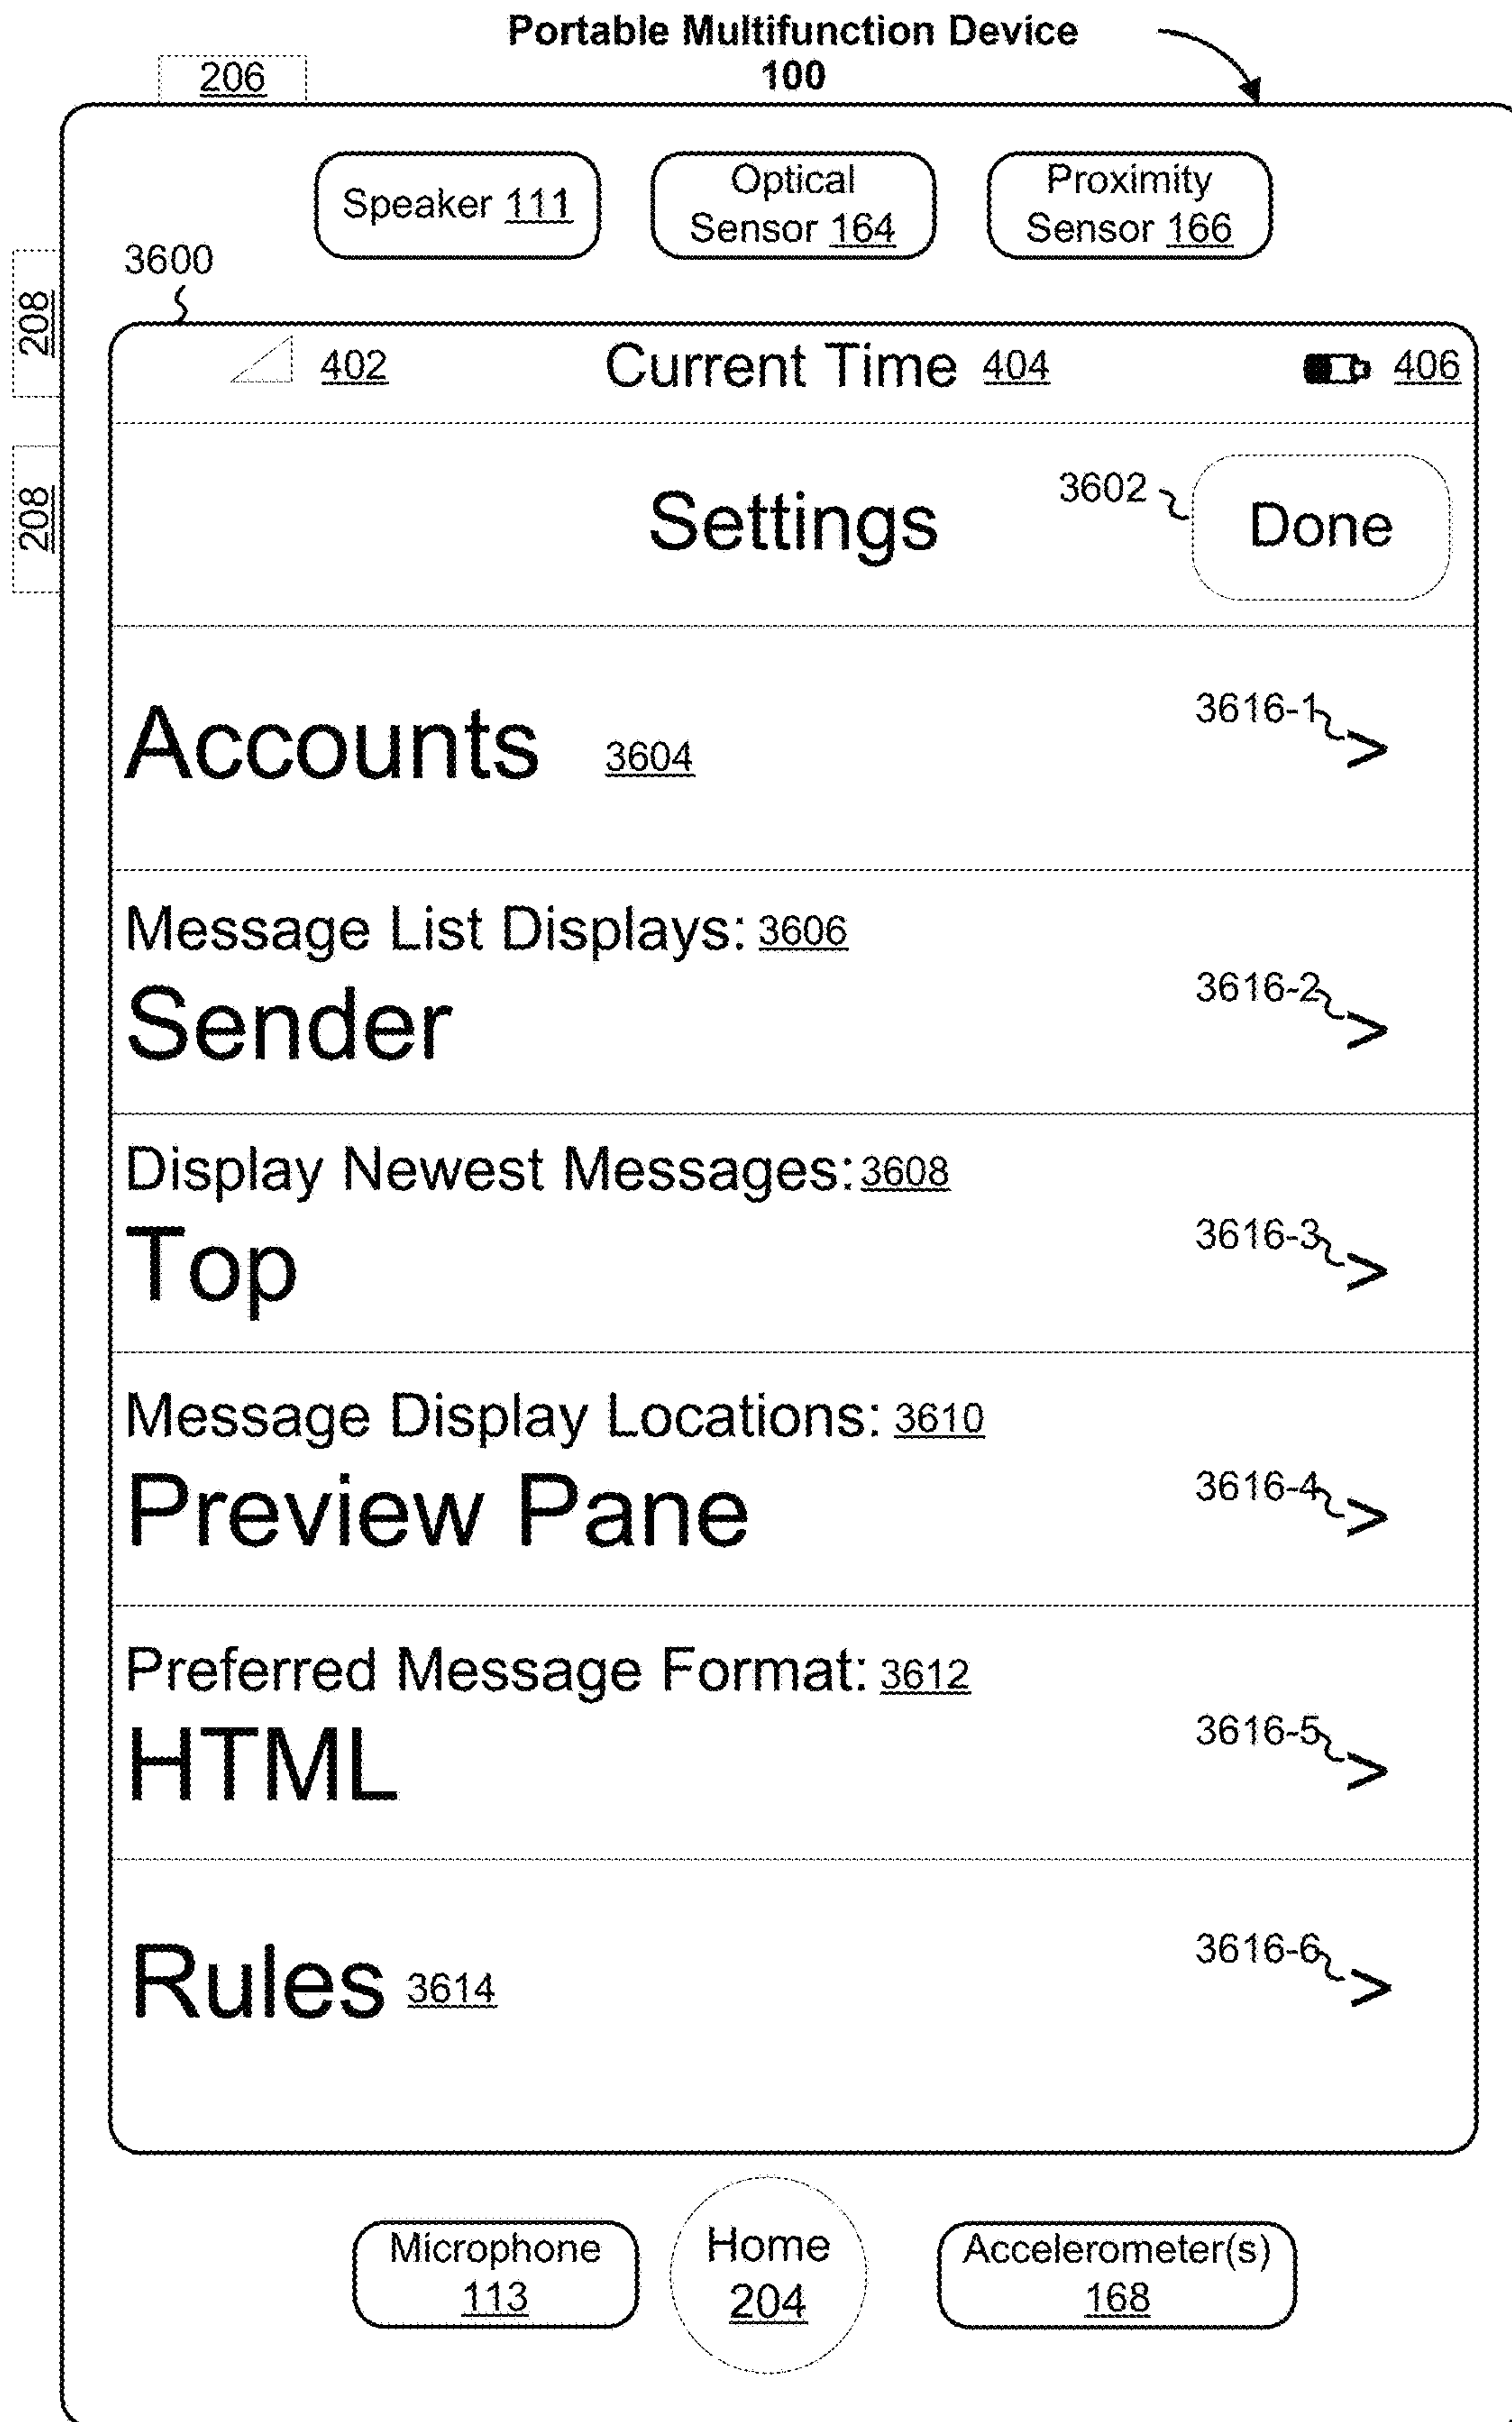 Portable Multifunction Device
100
206
Speaker 111
Optical
Sensor 164
Proximity
Sensor 166
3600
208
402
Current Time 404
406
208
Settings
3602
Done
Accounts 3604
3616-1
>
Message List Displays: 3606
Sender
3616-2
>
Display Newest Messages: 3608
Top
3616-3
>
Message Display Locations: 3610
Preview Pane
3616-4
>
Preferred Message Format: 3612
HTML
3616-5
>
Rules 3614
3616-6
>
Microphone
113
Home
204
Accelerometer(s)
168